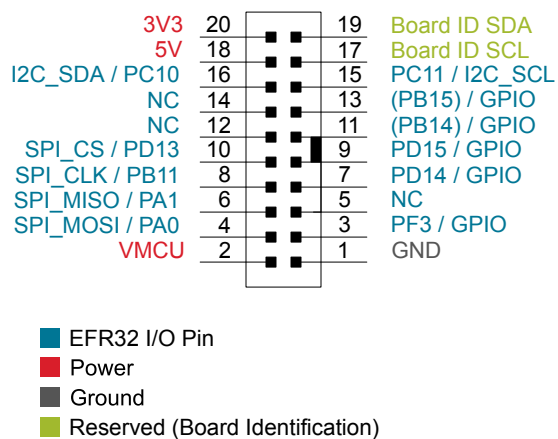 3V3 20 19 Board ID SDA
5V 18 17 Board ID SCL
I2C_SDA / PC10 16 15 PC11 / I2C_SCL
NC 14 13 (PB15) / GPIO
NC 12 11 (PB14) / GPIO
SPI_CS / PD13 10 9 PD15 / GPIO
SPI_CLK / PB11 8 7 PD14 / GPIO
SPI_MISO / PA1 6 5 NC
SPI_MOSI / PA0 4 3 PF3 / GPIO
VMCU 2 1 GND
EFR32 I/O Pin
Power
Ground
Reserved (Board Identification)